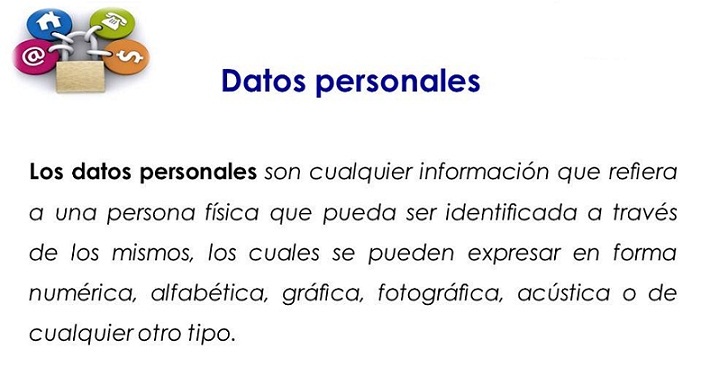 Datos personales
Los datos personales son cualquier información que refiera
a una persona física que pueda ser identificada a través
de los mismos, los cuales se pueden expresar en forma
numérica, alfabética, gráfica, fotográfica, acústica o de
cualquier otro tipo.